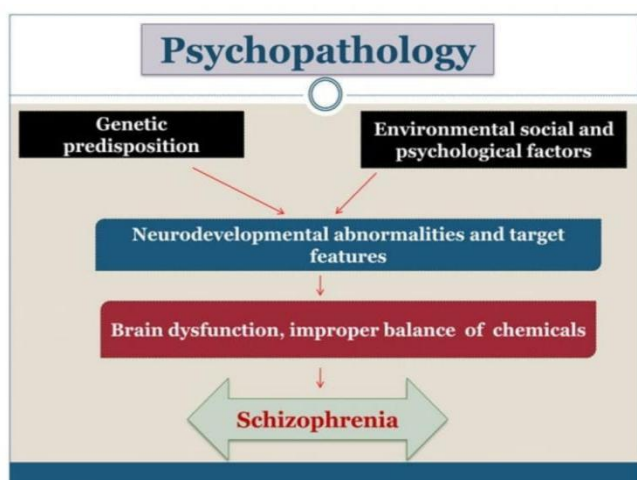 Psychopathology
Genetic
predisposition
Environmental social and
psychological factors
Neurodevelopmental abnormalities and target
features
Brain dysfunction, improper balance of chemicals
Schizophrenia